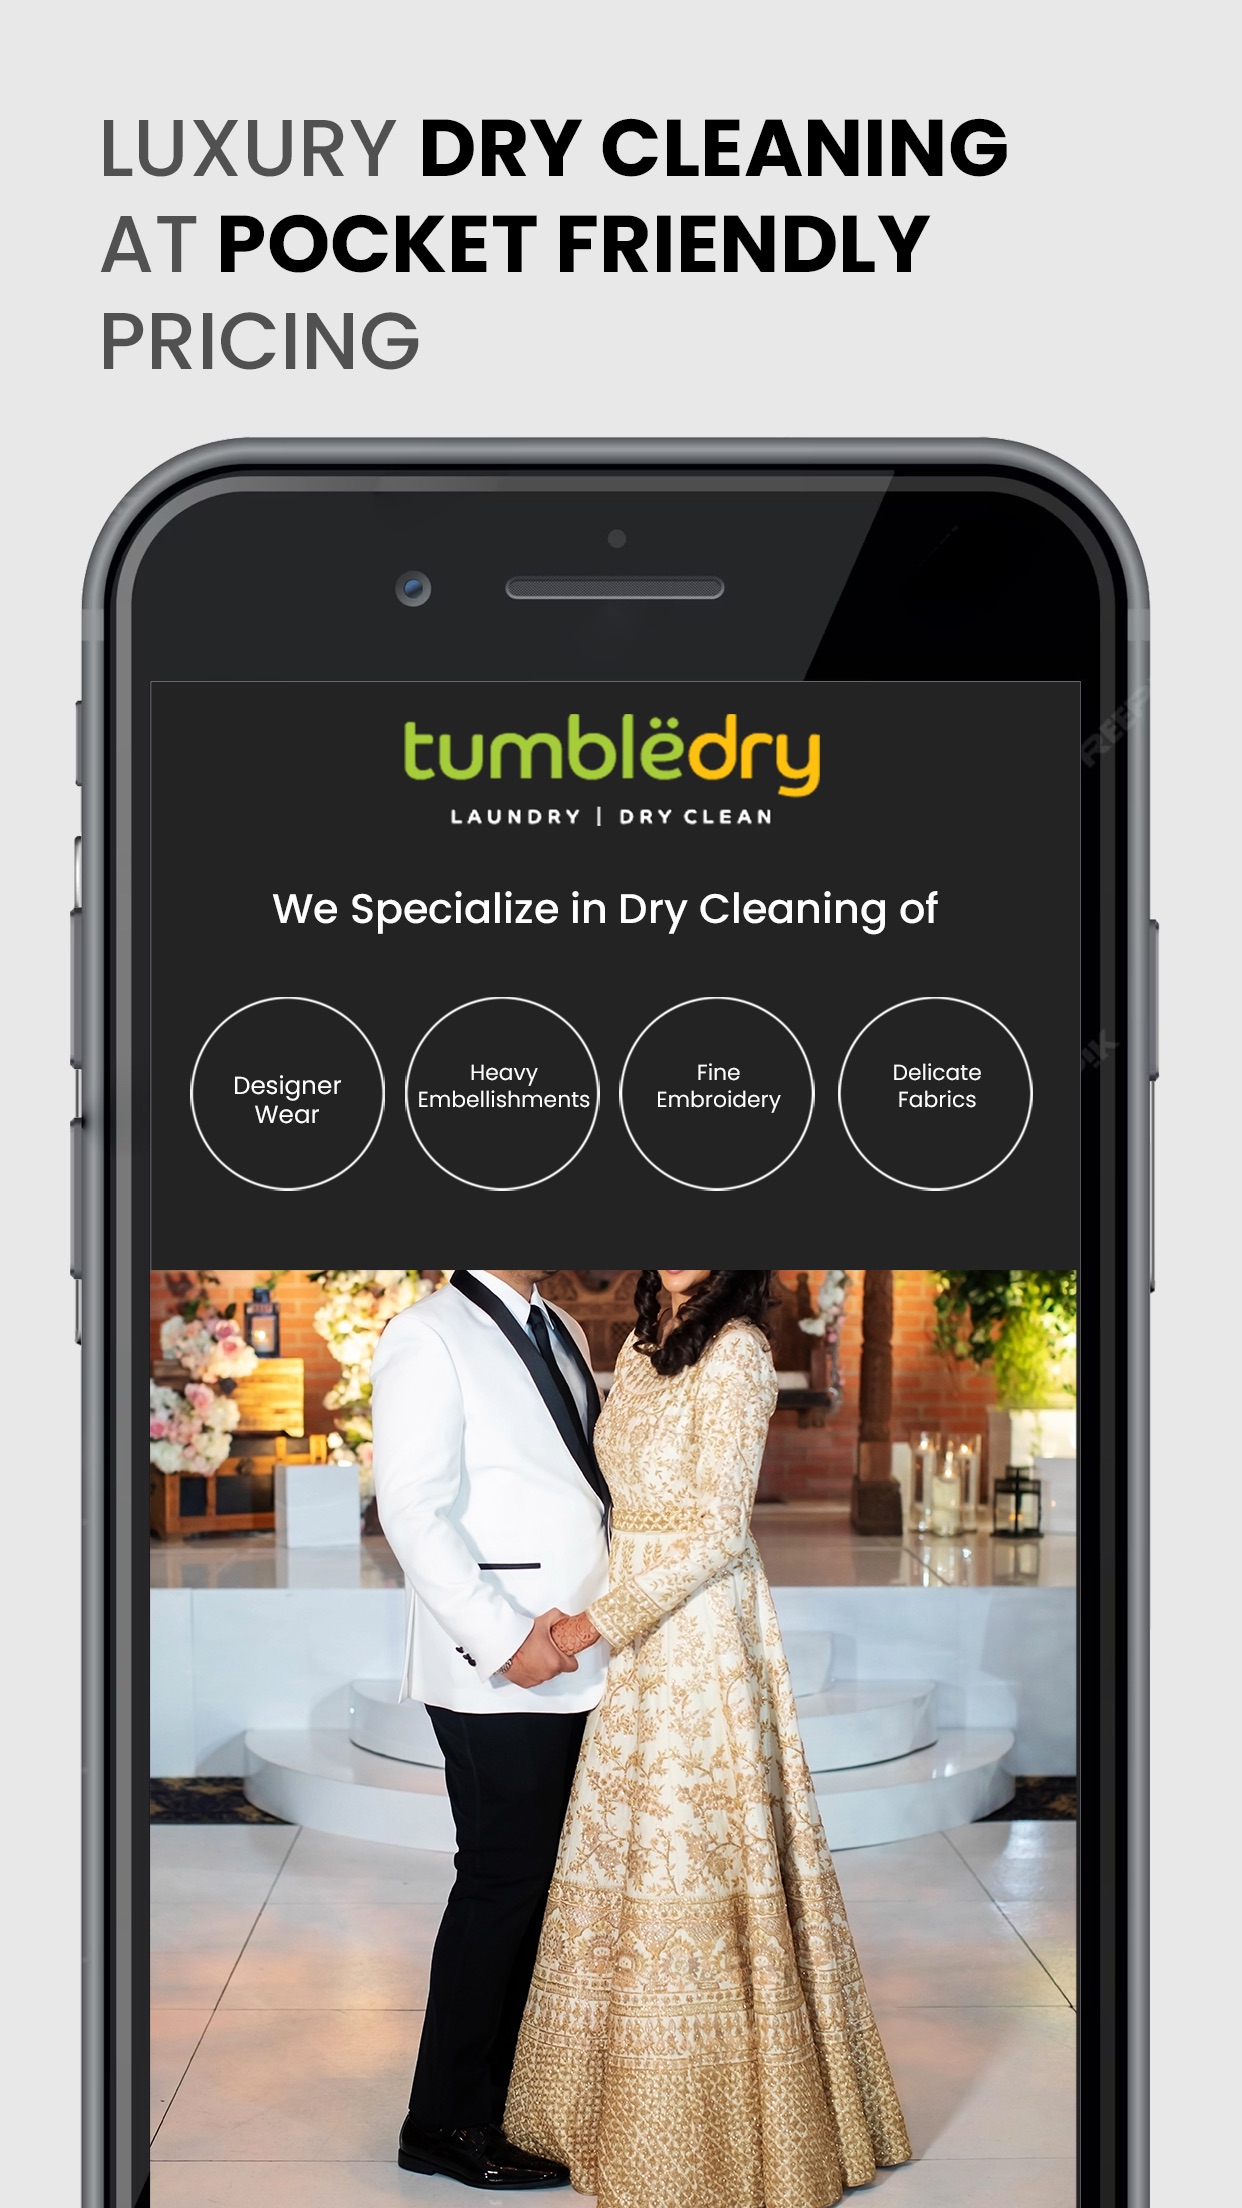 LUXURY DRY CLEANING
AT POCKET FRIENDLY
PRICING
tumblëdry
LAUNDRY | DRY CLEAN
We Specialize in Dry Cleaning of
Designer
Wear
Heavy
Embellishments
Fine
Embroidery
Delicate
Fabrics